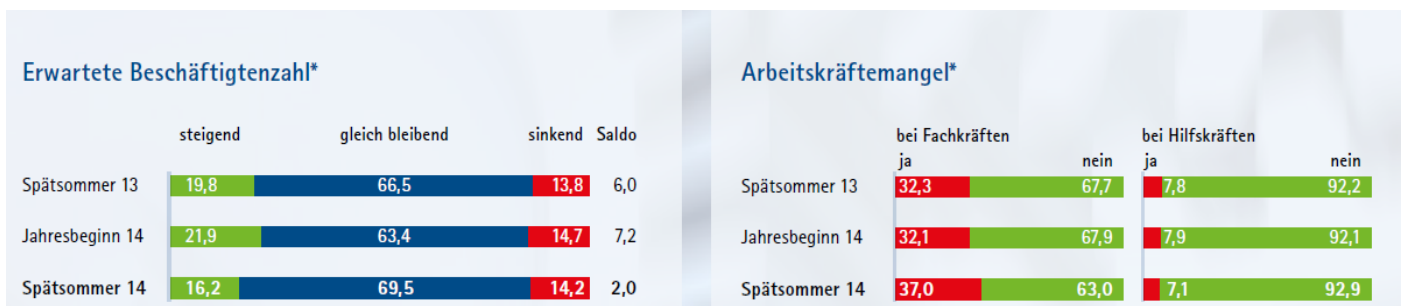 Erwartete Beschäftigtenzahl*
steigend gleich bleibend sinkend Saldo
Spätsommer 13 19,8 66,5 13,8 6,0
Jahresbeginn 14 21,9 63,4 14,7 7,2
Spätsommer 14 16,2 69,5 14,2 2,0
Arbeitskräftemangel*
bei Fachkräften bei Hilfskräften
ja nein ja nein
Spätsommer 13 32,3 67,7 7,8 92,2
Jahresbeginn 14 32,1 67,9 7,9 92,1
Spätsommer 14 37,0 63,0 7,1 92,9